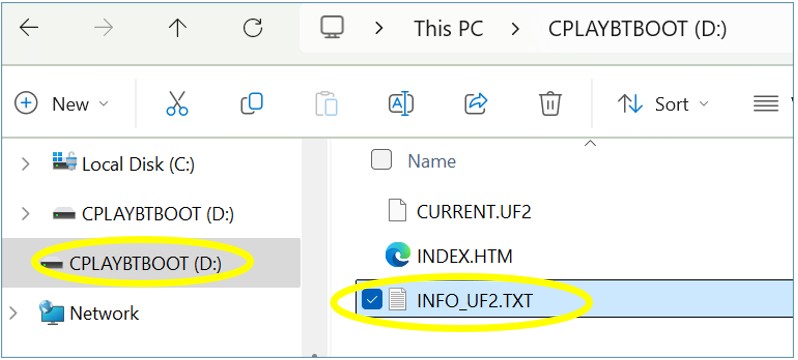 This PC > CPLAYBTBOOT (D:)
New
Sort
Local Disk (C:)
CPLAYBTBOOT (D:)
CPLAYBTBOOT (D:)
Network
Name
CURRENT.UF2
INDEX.HTM
INFO_UF2.TXT